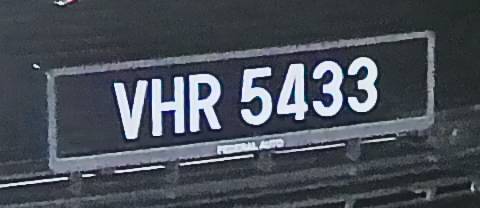 VHR 5433
FEDERAL AUTO